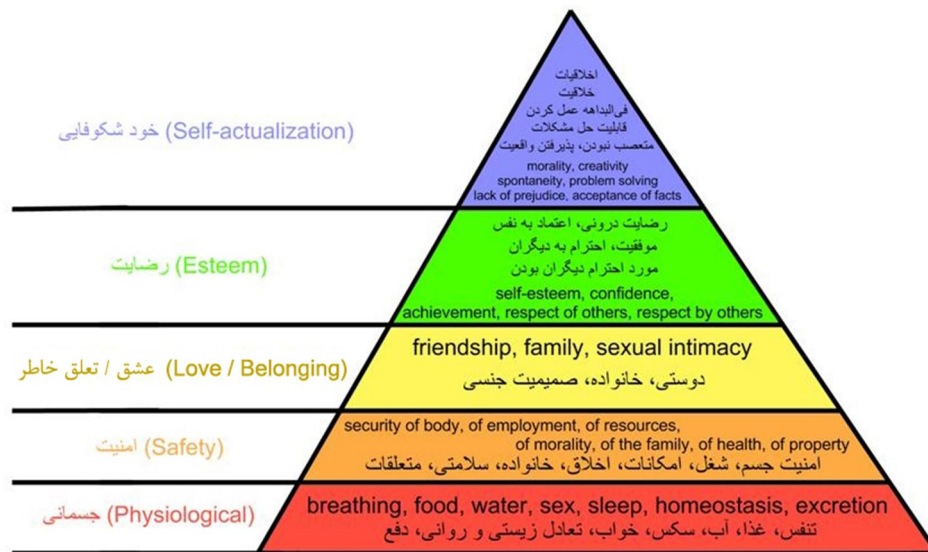 اخلاقیات
خلاقیت
فی‌البداهه عمل کردن
قابلیت حل مشکلات
متعصب نبودن، پذیرفتن واقعیت
morality, creativity
spontaneity, problem solving
lack of prejudice, acceptance of facts
خود شکوفایی (Self-actualization)
رضایت درونی، اعتماد به نفس
موفقیت، احترام به دیگران
مورد احترام دیگران بودن
self-esteem, confidence,
achievement, respect of others, respect by others
رضایت (Esteem)
friendship, family, sexual intimacy
دوستی، خانواده، صمیمیت جنسی
عشق / تعلق خاطر (Love / Belonging)
security of body, of employment, of resources,
of morality, of the family, of health, of property
امنیت جسم، شغل، امکانات، اخلاق، خانواده، سلامتی، متعلقات
امنیت (Safety)
breathing, food, water, sex, sleep, homeostasis, excretion
تنفس، غذا، آب، سکس، خواب، تعادل زیستی و روانی، دفع
جسمانی (Physiological)